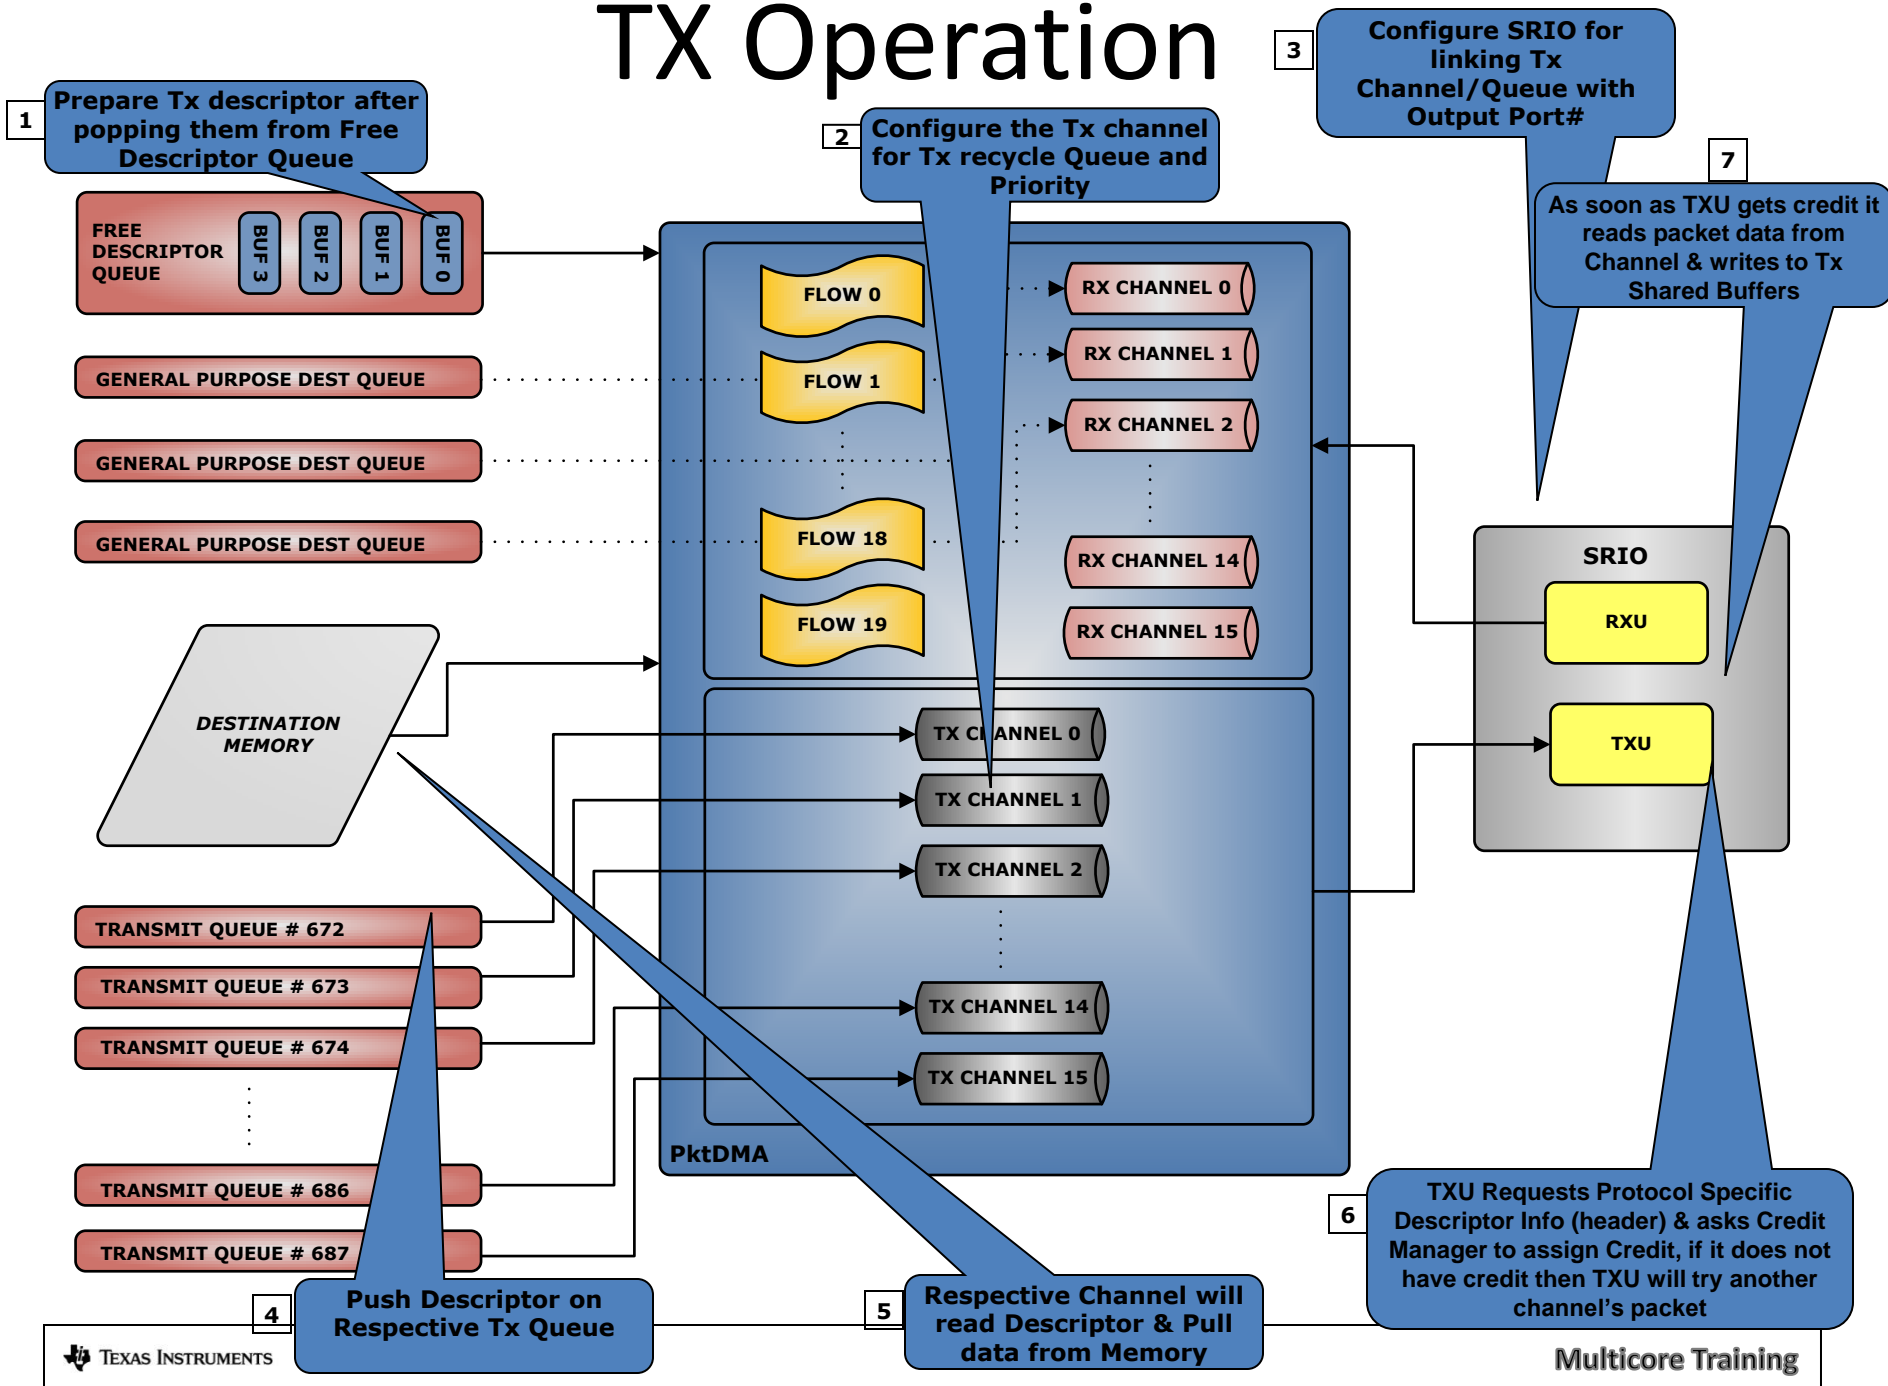 TX Operation
1
Prepare Tx descriptor after
popping them from Free
Descriptor Queue
2
Configure the Tx channel
for Tx recycle Queue and
Priority
3
Configure SRIO for
linking Tx
Channel/Queue with
Output Port#
7
As soon as TXU gets credit it
reads packet data from
Channel & writes to Tx
Shared Buffers
FREE
DESCRIPTOR
QUEUE
BUF 3
BUF 2
BUF 1
BUF 0
GENERAL PURPOSE DEST QUEUE
GENERAL PURPOSE DEST QUEUE
GENERAL PURPOSE DEST QUEUE
FLOW 0
FLOW 1
FLOW 18
FLOW 19
RX CHANNEL 0
RX CHANNEL 1
RX CHANNEL 2
RX CHANNEL 14
RX CHANNEL 15
SRIO
RXU
TXU
DESTINATION
MEMORY
TX CHANNEL 0
TX CHANNEL 1
TX CHANNEL 2
TX CHANNEL 14
TX CHANNEL 15
PktDMA
TRANSMIT QUEUE # 672
TRANSMIT QUEUE # 673
TRANSMIT QUEUE # 674
TRANSMIT QUEUE # 686
TRANSMIT QUEUE # 687
4
Push Descriptor on
Respective Tx Queue
5
Respective Channel will
read Descriptor & Pull
data from Memory
6
TXU Requests Protocol Specific
Descriptor Info (header) & asks Credit
Manager to assign Credit, if it does not
have credit then TXU will try another
channel's packet
TEXAS INSTRUMENTS
Multicore Training